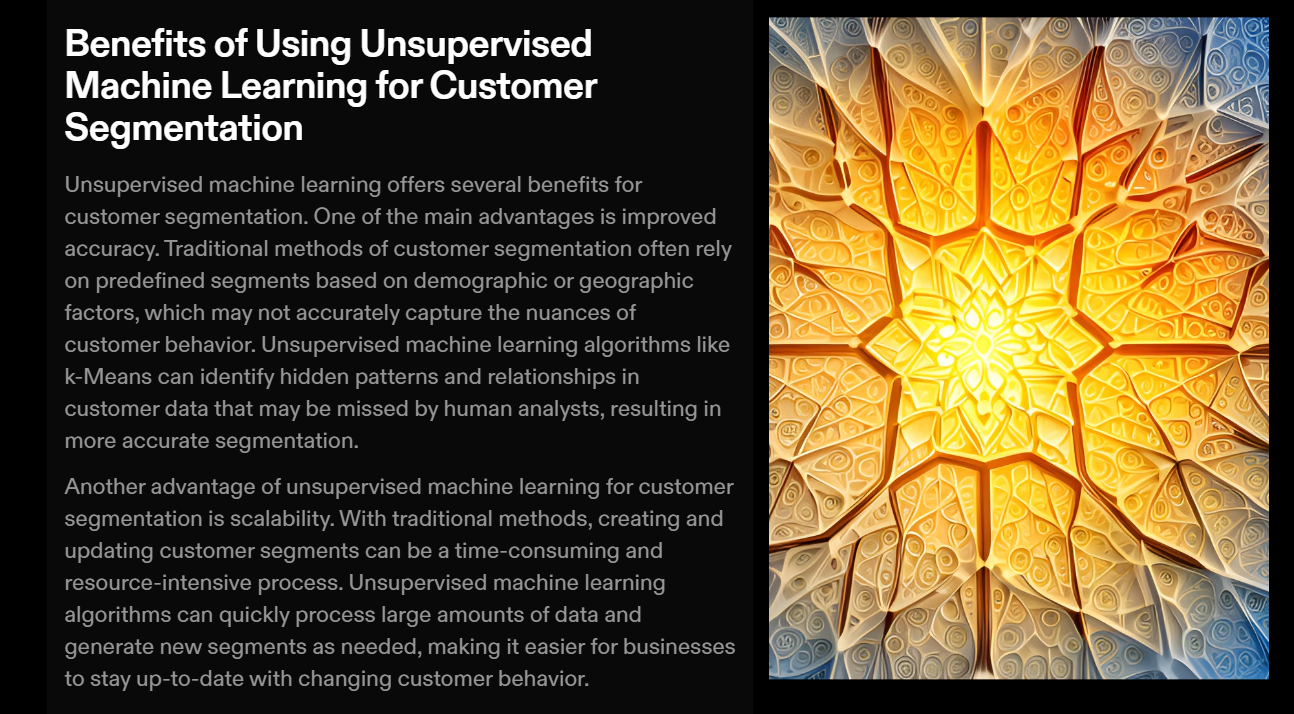 Benefits of Using Unsupervised
Machine Learning for Customer
Segmentation
Unsupervised machine learning offers several benefits for
customer segmentation. One of the main advantages is improved
accuracy. Traditional methods of customer segmentation often rely
on predefined segments based on demographic or geographic
factors, which may not accurately capture the nuances of
customer behavior. Unsupervised machine learning algorithms like
k-Means can identify hidden patterns and relationships in
customer data that may be missed by human analysts, resulting in
more accurate segmentation.
Another advantage of unsupervised machine learning for customer
segmentation is scalability. With traditional methods, creating and
updating customer segments can be a time-consuming and
resource-intensive process. Unsupervised machine learning
algorithms can quickly process large amounts of data and
generate new segments as needed, making it easier for businesses
to stay up-to-date with changing customer behavior.